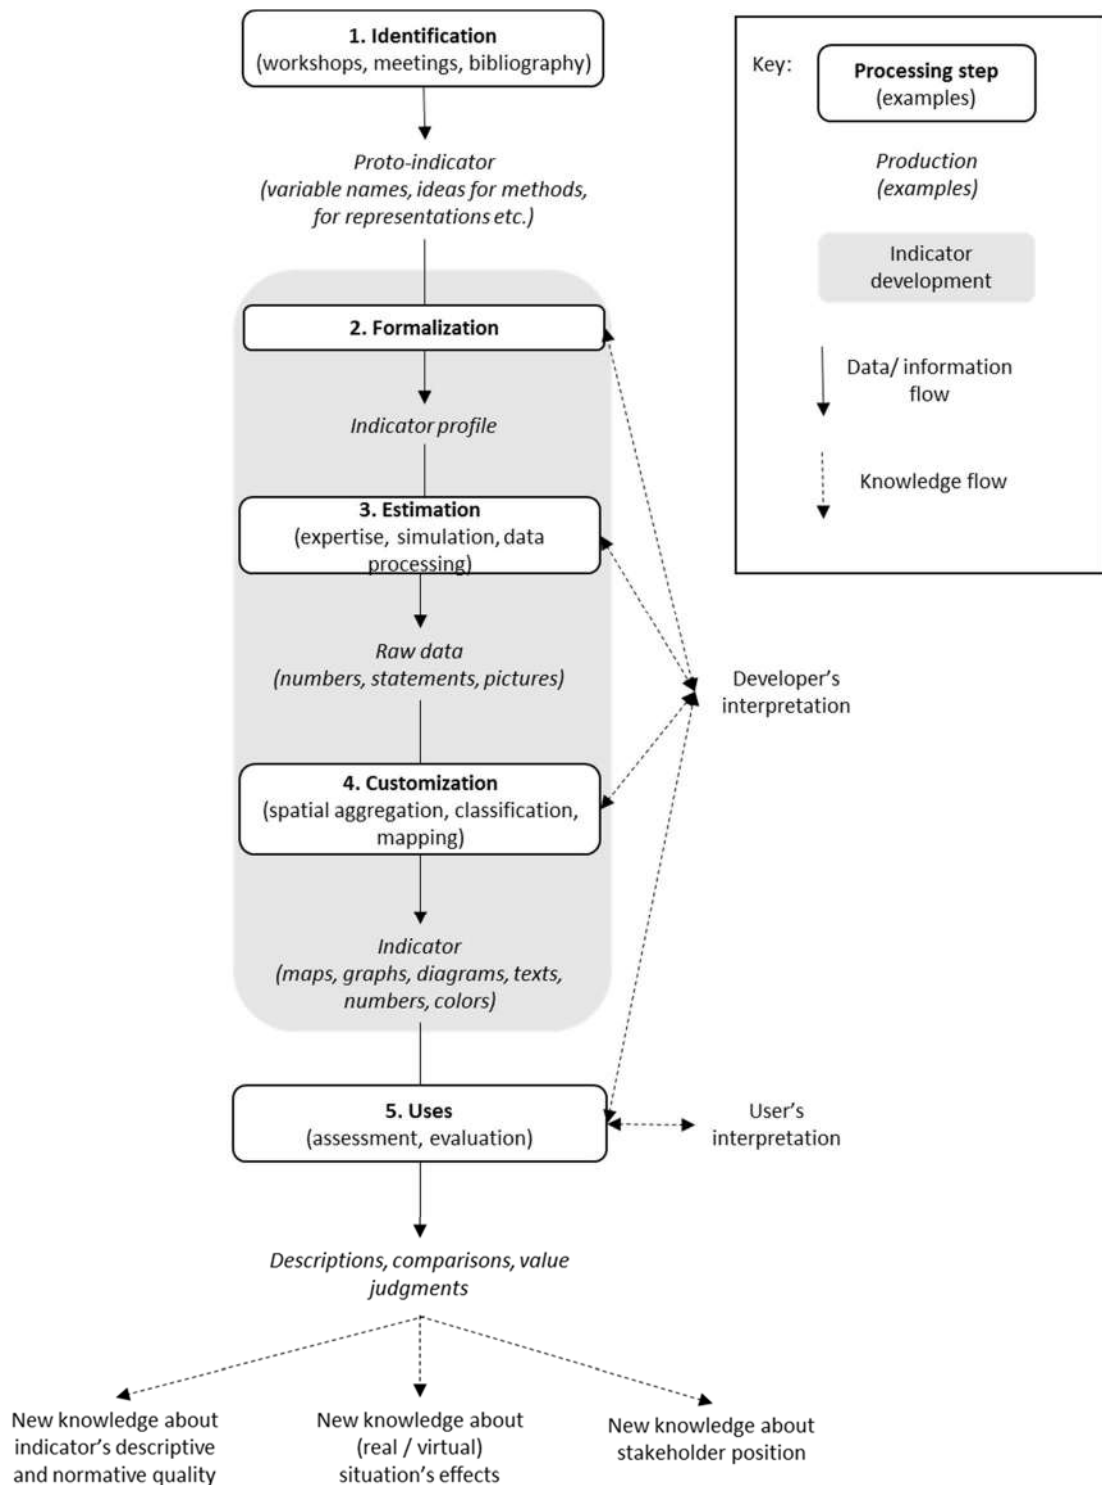 1. Identification
(workshops, meetings, bibliography)
Proto-indicator
(variable names, ideas for methods,
for representations etc.)
2. Formalization
Indicator profile
3. Estimation
(expertise, simulation, data
processing)
Raw data
(numbers, statements, pictures)
4. Customization
(spatial aggregation, classification,
mapping)
Indicator
(maps, graphs, diagrams, texts,
numbers, colors)
5. Uses
(assessment, evaluation)
Descriptions, comparisons, value
judgments
New knowledge about
indicator's descriptive
and normative quality
New knowledge about
(real / virtual)
situation's effects
New knowledge about
stakeholder position
Developer's
interpretation
User's
interpretation
Key:
Processing step
(examples)
Production
(examples)
Indicator
development
Data/ information
flow
Knowledge flow